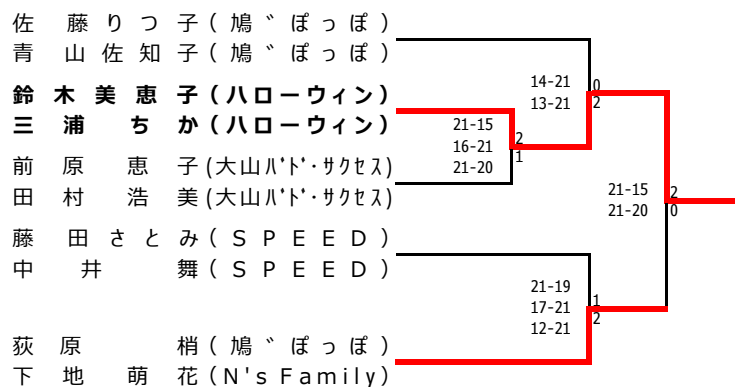 佐藤りつ子(鳩゛ぽっぽ)
青山佐知子(鳩゛ぽっぽ)
鈴木美恵子(ハローウィン)
三浦ちか(ハローウィン)
前原恵子(大山ﾊﾞﾄﾞ・ｻｸｾｽ)
田村浩美(大山ﾊﾞﾄﾞ・ｻｸｾｽ)
藤田さとみ(SPEED)
中井舞(SPEED)
荻原梢(鳩゛ぽっぽ)
下地萌花(N's Family)
21-15
16-21
21-20
2
1
14-21
13-21
0
2
21-19
17-21
12-21
1
2
21-15
21-20
2
0